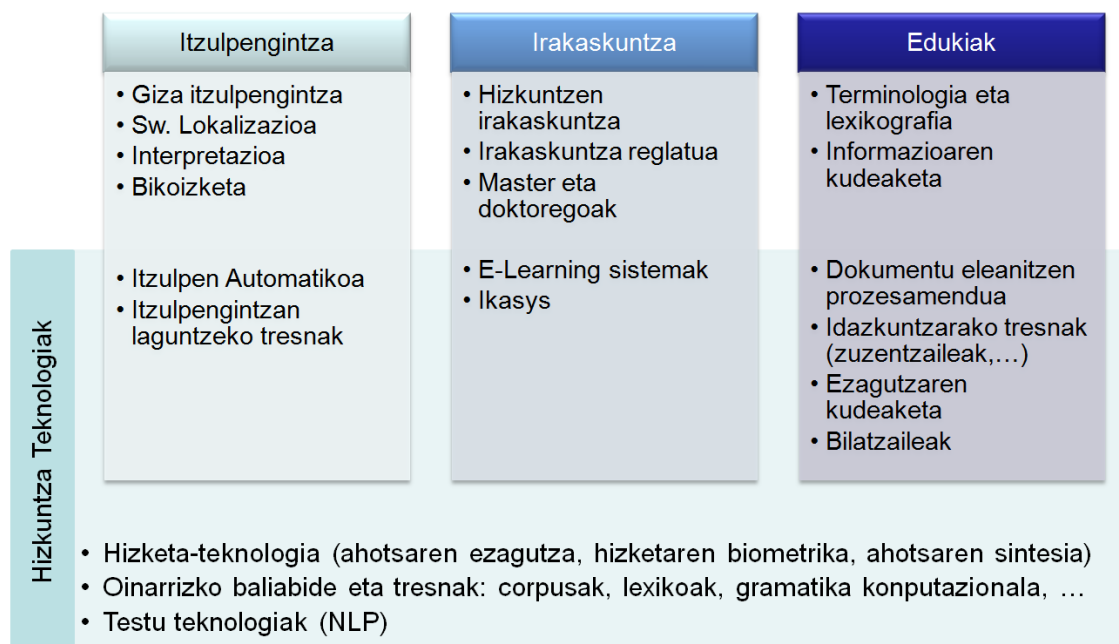 Itzulpengintza
• Giza itzulpengintza
• Sw. Lokalizazioa
• Interpretazioa
• Bikoizketa
• Itzulpen Automatikoa
• Itzulpengintzan
laguntzeko tresnak
Irakaskuntza
• Hizkuntzen
irakaskuntza
• Irakaskuntza reglatua
• Master eta
doktoregoak
• E-Learning sistemak
• Ikasys
Edukiak
• Terminologia eta
lexikografia
• Informazioaren
kudeaketa
• Dokumentu eleanitzen
prozesamendua
• Idazkuntzarako tresnak
(zuzentzaileak,…)
• Ezagutzaren
kudeaketa
• Bilatzaileak
Hizkuntza Teknologiak
• Hizketa-teknologia (ahotsaren ezagutza, hizketaren biometrika, ahotsaren sintesia)
• Oinarrizko baliabide eta tresnak: corpusak, lexikoak, gramatika konputazionala, …
• Testu teknologiak (NLP)